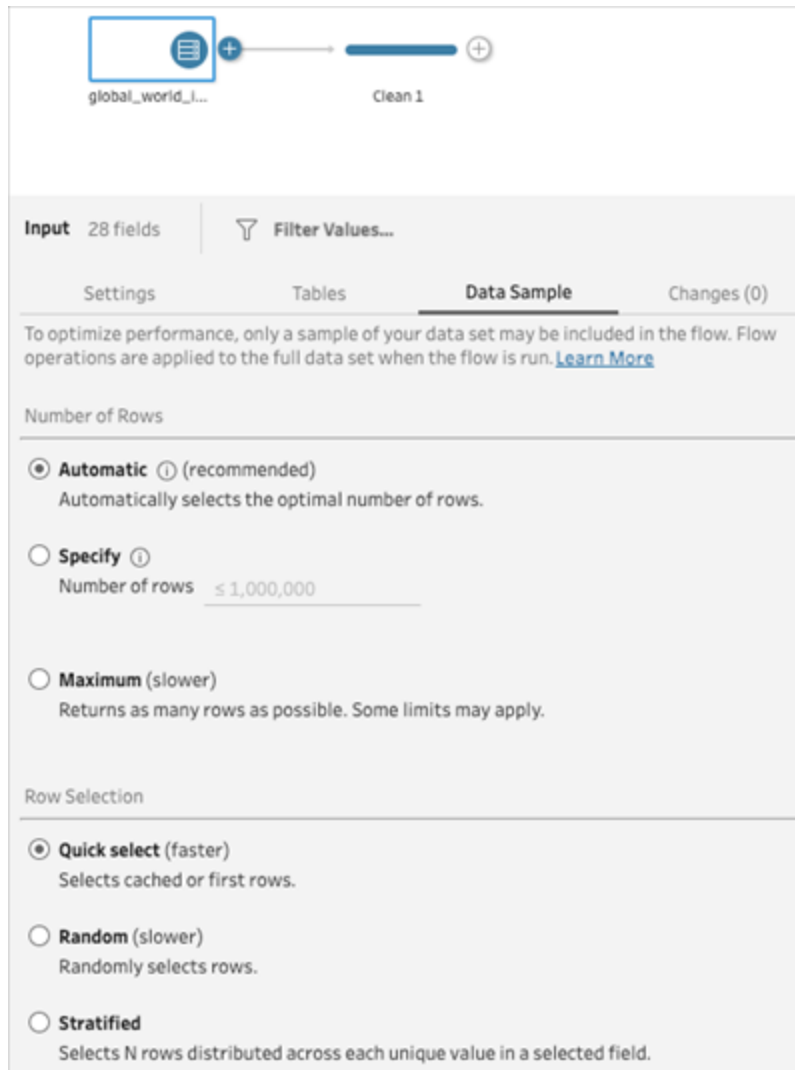 global_world_i...
Clean 1
Input 28 fields Filter Values...
Settings Tables Data Sample Changes (0)
To optimize performance, only a sample of your data set may be included in the flow. Flow
operations are applied to the full data set when the flow is run. Learn More
Number of Rows
Automatic (recommended)
Automatically selects the optimal number of rows.
Specify
Number of rows ≤ 1,000,000
Maximum (slower)
Returns as many rows as possible. Some limits may apply.
Row Selection
Quick select (faster)
Selects cached or first rows.
Random (slower)
Randomly selects rows.
Stratified
Selects N rows distributed across each unique value in a selected field.